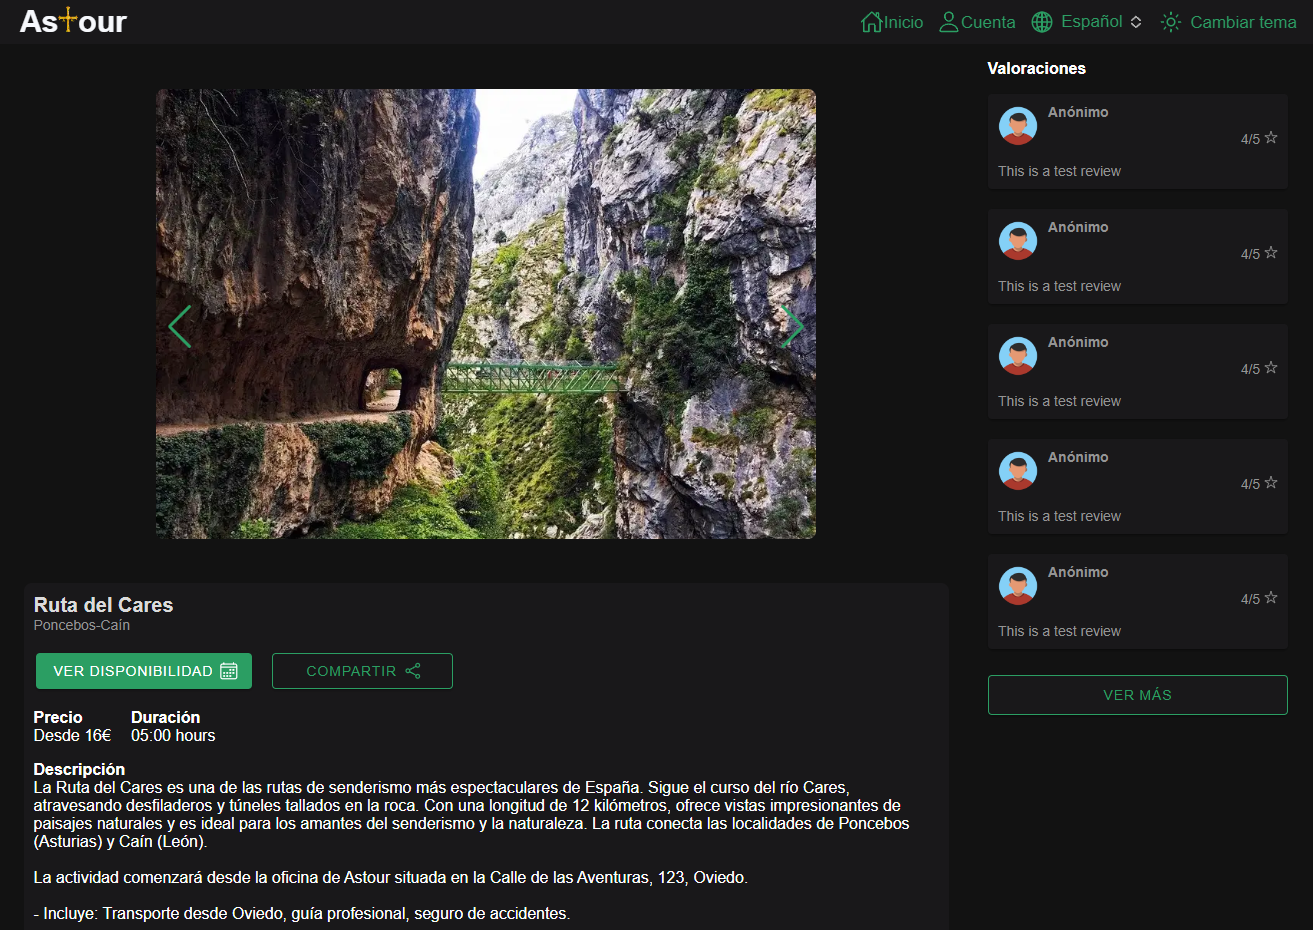 Astour
Inicio
Cuenta
Español
Cambiar tema
Valoraciones
Anónimo
4/5
This is a test review
Anónimo
4/5
This is a test review
Anónimo
4/5
This is a test review
Anónimo
4/5
This is a test review
Anónimo
4/5
This is a test review
VER MÁS
Ruta del Cares
Poncebos-Caín
VER DISPONIBILIDAD
COMPARTIR
Precio
Desde 16€
Duración
05:00 hours
Descripción
La Ruta del Cares es una de las rutas de senderismo más espectaculares de España. Sigue el curso del río Cares,
atravesando desfiladeros y túneles tallados en la roca. Con una longitud de 12 kilómetros, ofrece vistas impresionantes de
paisajes naturales y es ideal para los amantes del senderismo y la naturaleza. La ruta conecta las localidades de Poncebos
(Asturias) y Caín (León).
La actividad comenzará desde la oficina de Astour situada en la Calle de las Aventuras, 123, Oviedo.
- Incluye: Transporte desde Oviedo, guía profesional, seguro de accidentes.